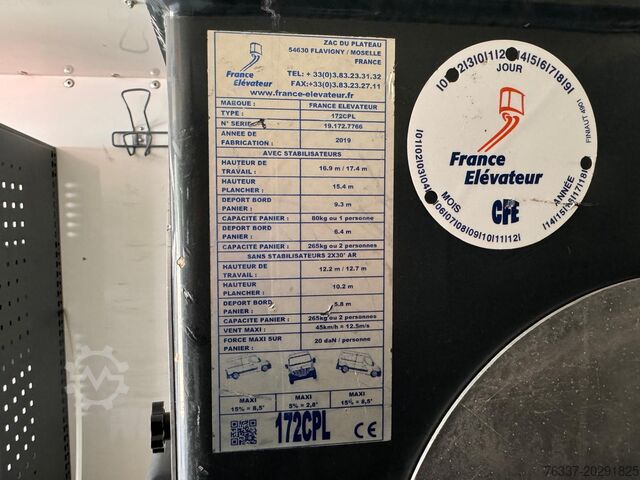 ZAC DU PLATEAU
54630 FLAVIGNY / MOSELLE
FRANCE
France
Elévateur
TEL: + 33(0)3.83.23.31.32
FAX:+33(0)3.83.23.27.11
www.france-elevateur.fr
MARQUE : FRANCE ELEVATEUR
TYPE : 172CPL
N° SERIE 19.172.7766
ANNEE DE FABRICATION : 2019
AVEC STABILISATEURS
HAUTEUR DE TRAVAIL : 16.9 m / 17.4 m
HAUTEUR PLANCHER : 15.4 m
DEPORT BORD PANIER : 9.3 m
CAPACITE PANIER : 80kg ou 1 personne
DEPORT BORD PANIER : 6.4 m
CAPACITE PANIER : 265kg ou 2 personnes
SANS STABILISATEURS 2X30° AR
HAUTEUR DE TRAVAIL : 12.2 m / 12.7 m
HAUTEUR PLANCHER : 10.2 m
DEPORT BORD PANIER : 5.8 m
CAPACITE PANIER : 265kg ou 2 personnes
VENT MAXI : 45km/h = 12.5m/s
FORCE MAXI SUR PANIER : 20 daN / personne
MAXI MAXI MAXI
15% = 8,5° 5% = 2,8° 15% = 8,5°
172CPL CE
JOUR
France
Elévateur
CFE
MOIS
ANNÉE
FINAUT 4901
76337-20291825